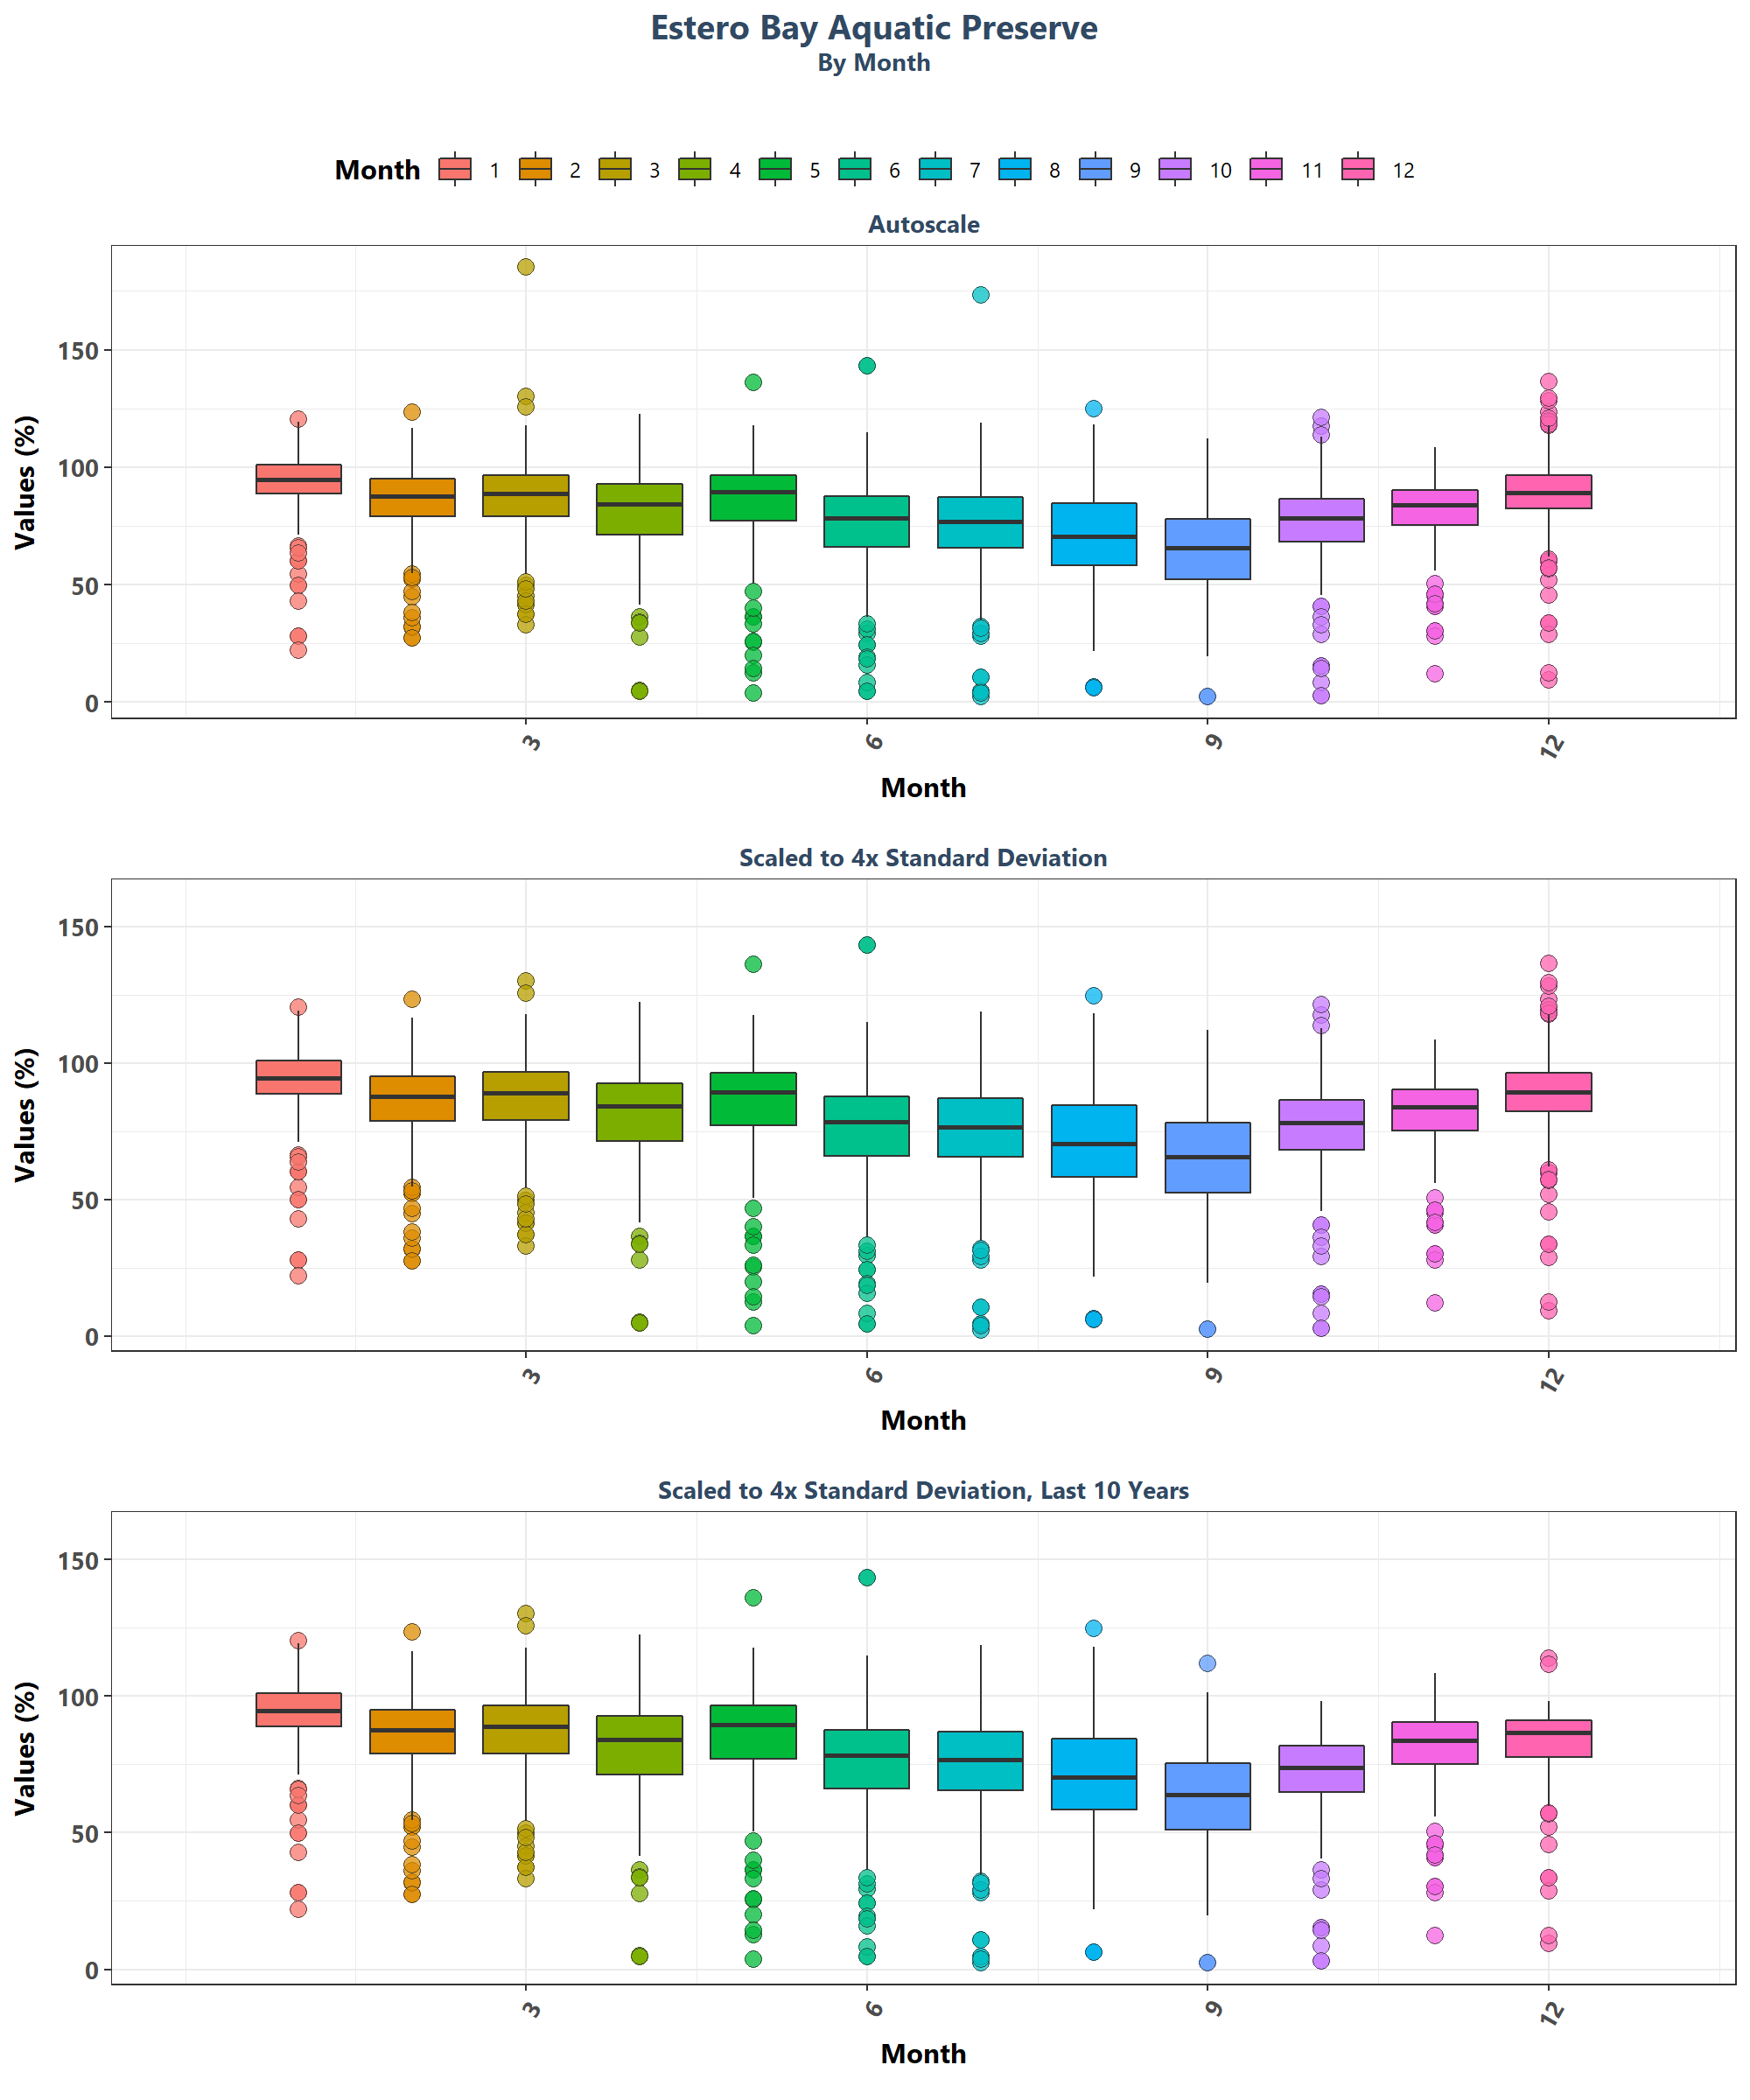 Estero Bay Aquatic Preserve
By Month
Month 1 2 3 4 5 6 7 8 9 10 11 12
Autoscale
Values (%)
150
100
50
0
3 6 9 12
Month
Scaled to 4x Standard Deviation
Values (%)
150
100
50
0
3 6 9 12
Month
Scaled to 4x Standard Deviation, Last 10 Years
Values (%)
150
100
50
0
3 6 9 12
Month